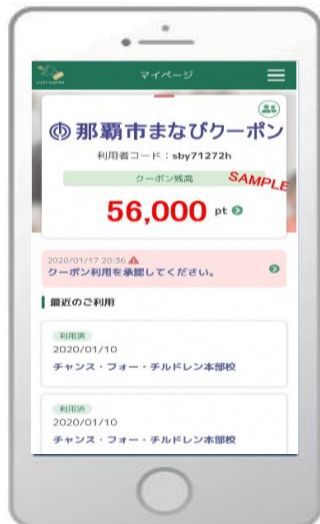 マイページ
那覇市まなびクーポン
利用者コード：sby71272h
クーポン残高
SAMPLE
56,000 pt
2020/01/17 20:36
クーポン利用を承認してください。
最近のご利用
利用済
2020/01/10
チャンス・フォー・チルドレン本部校
利用済
2020/01/10
チャンス・フォー・チルドレン本部校